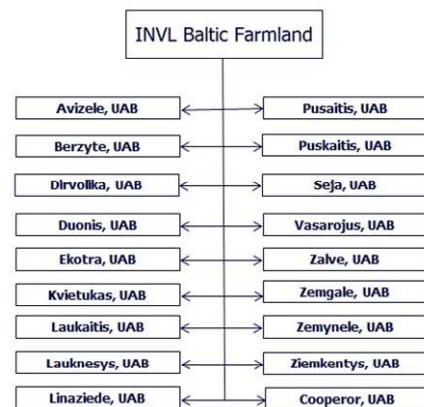 INVL Baltic Farmland
Avizele, UAB
Pusaitis, UAB
Berzyte, UAB
Puskaitis, UAB
Dirvolika, UAB
Seja, UAB
Duonis, UAB
Vasarojus, UAB
Ekotra, UAB
Zalve, UAB
Kvietukas, UAB
Zemgale, UAB
Laukaitis, UAB
Zemynele, UAB
Lauknesys, UAB
Ziemkentys, UAB
Linaziede, UAB
Cooperor, UAB